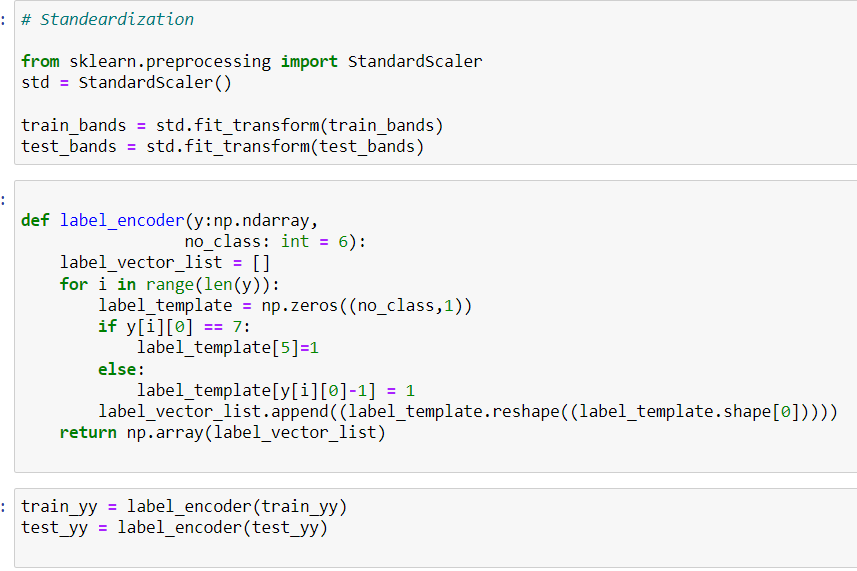 : # Standeardization
from sklearn.preprocessing import StandardScaler
std = StandardScaler()
train_bands = std.fit_transform(train_bands)
test_bands = std.fit_transform(test_bands)
:
def label_encoder(y:np.ndarray,
                 no_class: int = 6):
    label_vector_list = []
    for i in range(len(y)):
        label_template = np.zeros((no_class,1))
        if y[i][0] == 7:
            label_template[5]=1
        else:
            label_template[y[i][0]-1] = 1
        label_vector_list.append((label_template.reshape((label_template.shape[0]))))
    return np.array(label_vector_list)
: train_yy = label_encoder(train_yy)
test_yy = label_encoder(test_yy)